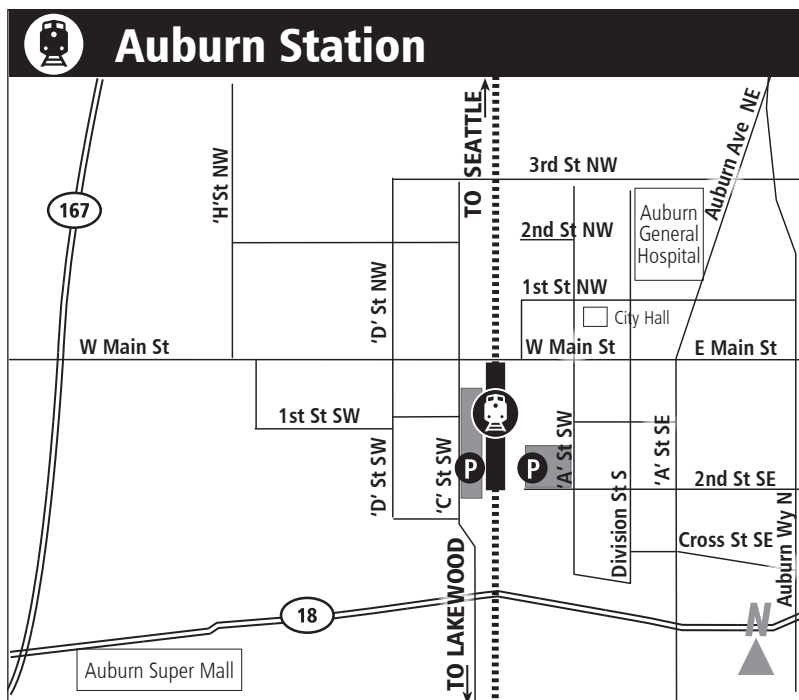 Auburn Station
TO SEATTLE
Auburn Ave NE
3rd St NW
'H'St NW
167
Auburn
General
Hospital
2nd St NW
'D' St NW
1st St NW
City Hall
W Main St
W Main St
E Main St
1st St SW
'D' St SW
'C' St SW
P
P
'A' St SW
'A' St SE
2nd St SE
Division St S
Auburn Wy N
Cross St SE
TO LAKEWOOD
18
N
Auburn Super Mall